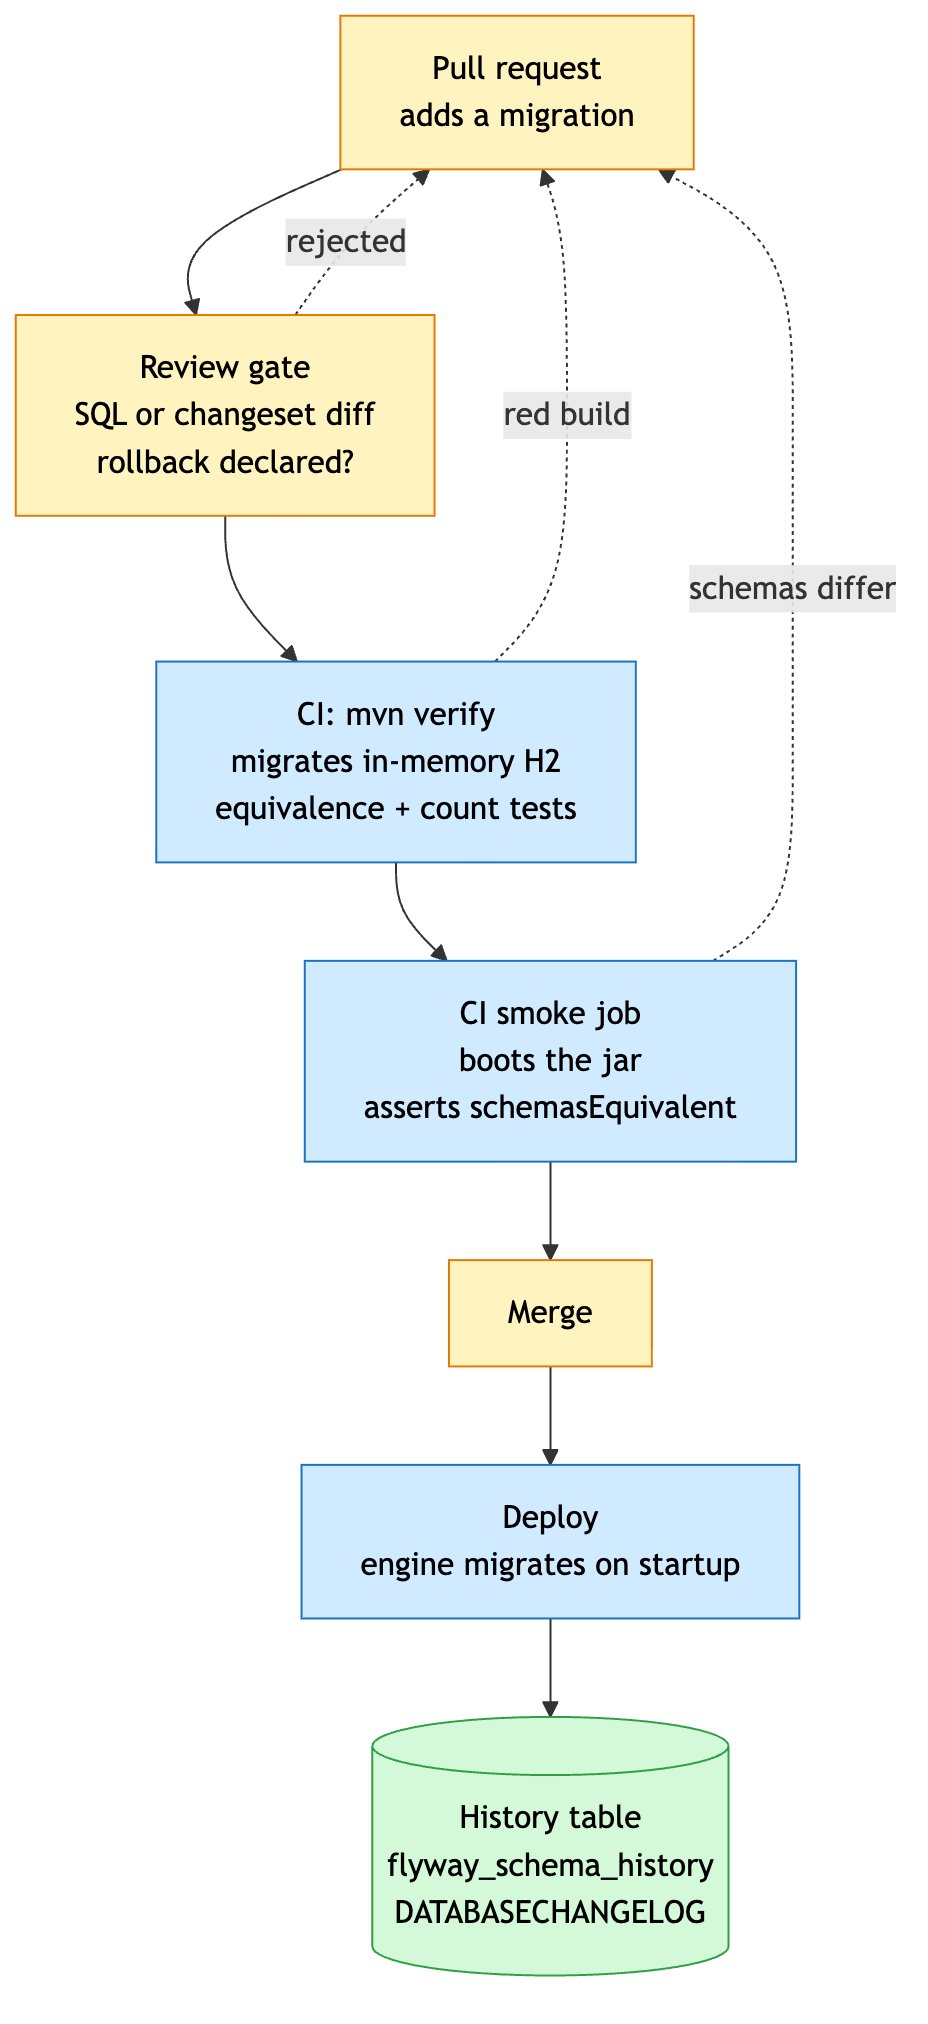 Pull request
adds a migration
rejected
Review gate
SQL or changeset diff
rollback declared?
red build
schemas differ
CI: mvn verify
migrates in-memory H2
equivalence + count tests
CI smoke job
boots the jar
asserts schemasEquivalent
Merge
Deploy
engine migrates on startup
History table
flyway_schema_history
DATABASECHANGELOG